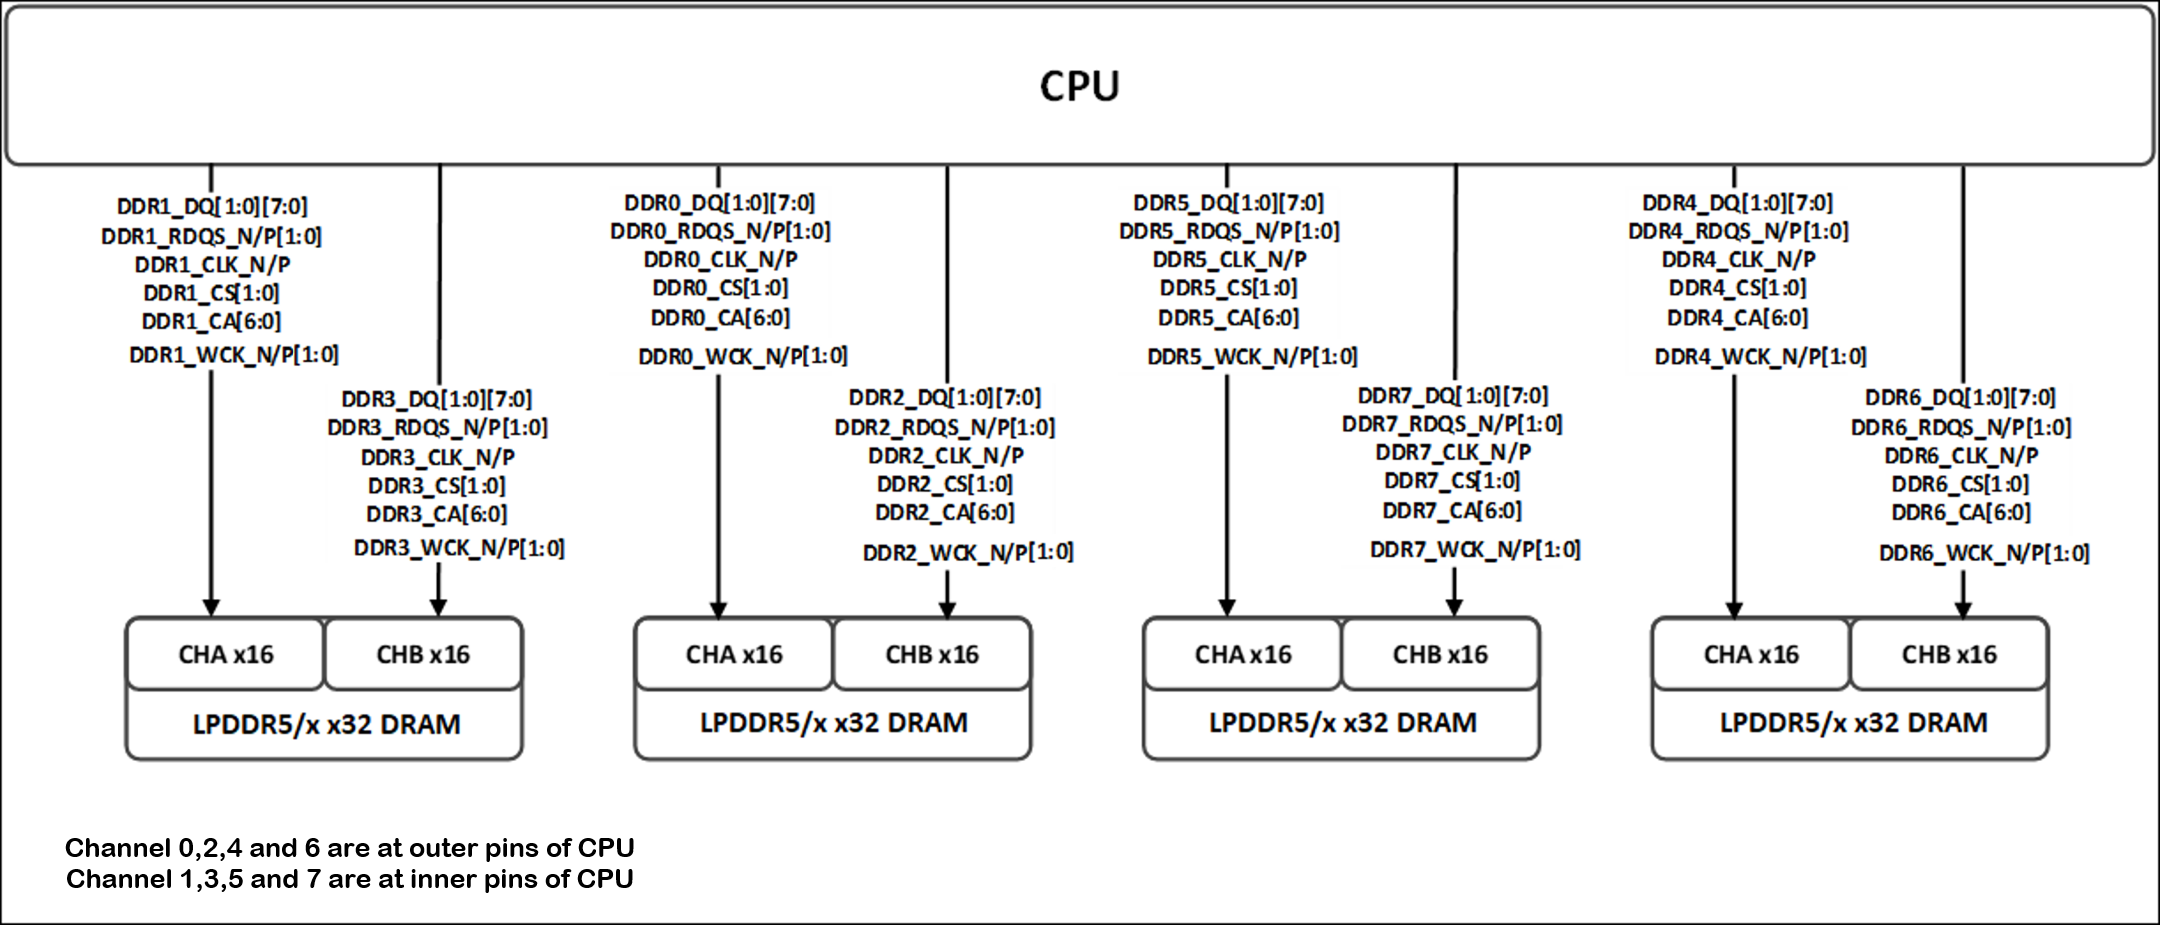 CPU
DDR1_DQ[1:0][7:0]
DDR1_RDQS_N/P[1:0]
DDR1_CLK_N/P
DDR1_CS[1:0]
DDR1_CA[6:0]
DDR1_WCK_N/P[1:0]
DDR3_DQ[1:0][7:0]
DDR3_RDQS_N/P[1:0]
DDR3_CLK_N/P
DDR3_CS[1:0]
DDR3_CA[6:0]
DDR3_WCK_N/P[1:0]
CHA x16
CHB x16
LPDDR5/x x32 DRAM
DDR0_DQ[1:0][7:0]
DDR0_RDQS_N/P[1:0]
DDR0_CLK_N/P
DDR0_CS[1:0]
DDR0_CA[6:0]
DDR0_WCK_N/P[1:0]
DDR2_DQ[1:0][7:0]
DDR2_RDQS_N/P[1:0]
DDR2_CLK_N/P
DDR2_CS[1:0]
DDR2_CA[6:0]
DDR2_WCK_N/P[1:0]
CHA x16
CHB x16
LPDDR5/x x32 DRAM
DDR5_DQ[1:0][7:0]
DDR5_RDQS_N/P[1:0]
DDR5_CLK_N/P
DDR5_CS[1:0]
DDR5_CA[6:0]
DDR5_WCK_N/P[1:0]
DDR7_DQ[1:0][7:0]
DDR7_RDQS_N/P[1:0]
DDR7_CLK_N/P
DDR7_CS[1:0]
DDR7_CA[6:0]
DDR7_WCK_N/P[1:0]
CHA x16
CHB x16
LPDDR5/x x32 DRAM
DDR4_DQ[1:0][7:0]
DDR4_RDQS_N/P[1:0]
DDR4_CLK_N/P
DDR4_CS[1:0]
DDR4_CA[6:0]
DDR4_WCK_N/P[1:0]
DDR6_DQ[1:0][7:0]
DDR6_RDQS_N/P[1:0]
DDR6_CLK_N/P
DDR6_CS[1:0]
DDR6_CA[6:0]
DDR6_WCK_N/P[1:0]
CHA x16
CHB x16
LPDDR5/x x32 DRAM
Channel 0,2,4 and 6 are at outer pins of CPU
Channel 1,3,5 and 7 are at inner pins of CPU